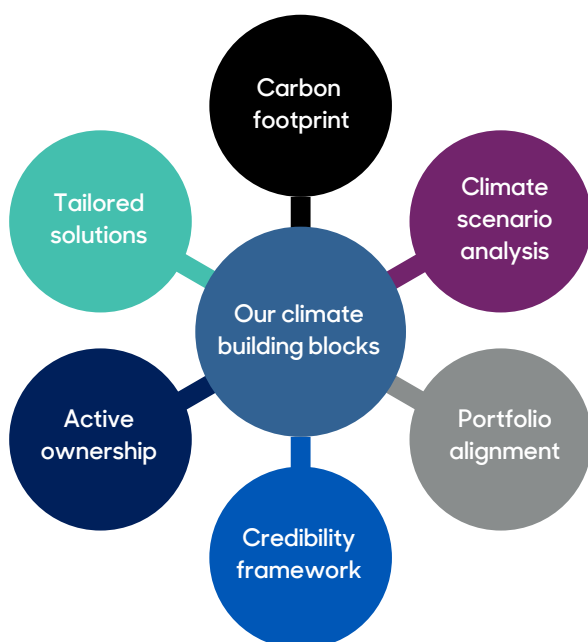 Carbon
footprint
Climate
scenario
analysis
Portfolio
alignment
Credibility
framework
Active
ownership
Tailored
solutions
Our climate
building blocks